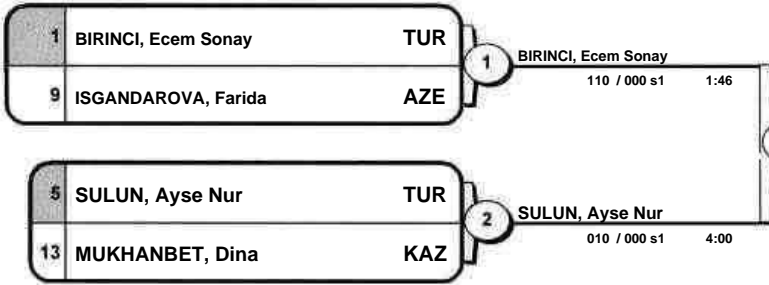 1 BIRINCI, Ecem Sonay TUR
9 ISGANDAROVA, Farida AZE
1 BIRINCI, Ecem Sonay
110 / 000 s1 1:46
5 SULUN, Ayse Nur TUR
13 MUKHANBET, Dina KAZ
2 SULUN, Ayse Nur
010 / 000 s1 4:00